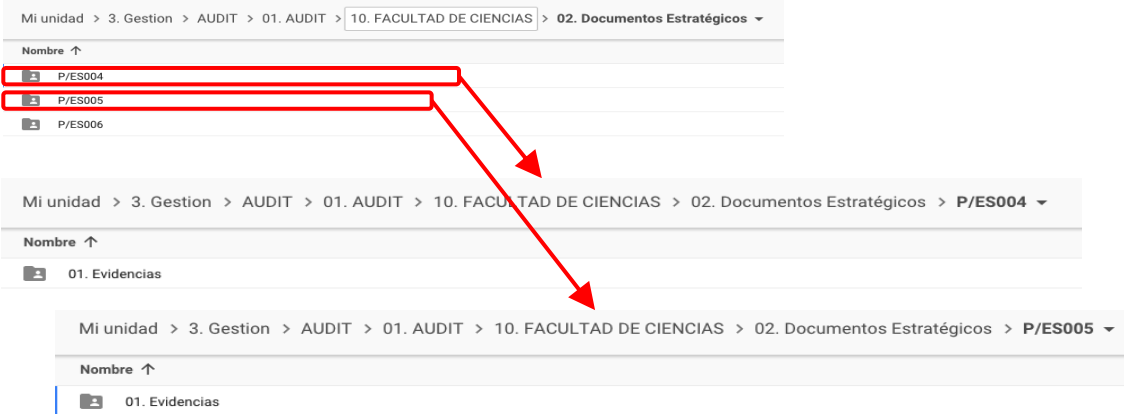 Mi unidad > 3. Gestion > AUDIT > 01. AUDIT > 10. FACULTAD DE CIENCIAS > 02. Documentos Estratégicos
Nombre ↑
P/ES004
P/ES005
P/ES006
Mi unidad > 3. Gestion > AUDIT > 01. AUDIT > 10. FACULTAD DE CIENCIAS > 02. Documentos Estratégicos > P/ES004
Nombre ↑
01. Evidencias
Mi unidad > 3. Gestion > AUDIT > 01. AUDIT > 10. FACULTAD DE CIENCIAS > 02. Documentos Estratégicos > P/ES005
Nombre ↑
01. Evidencias